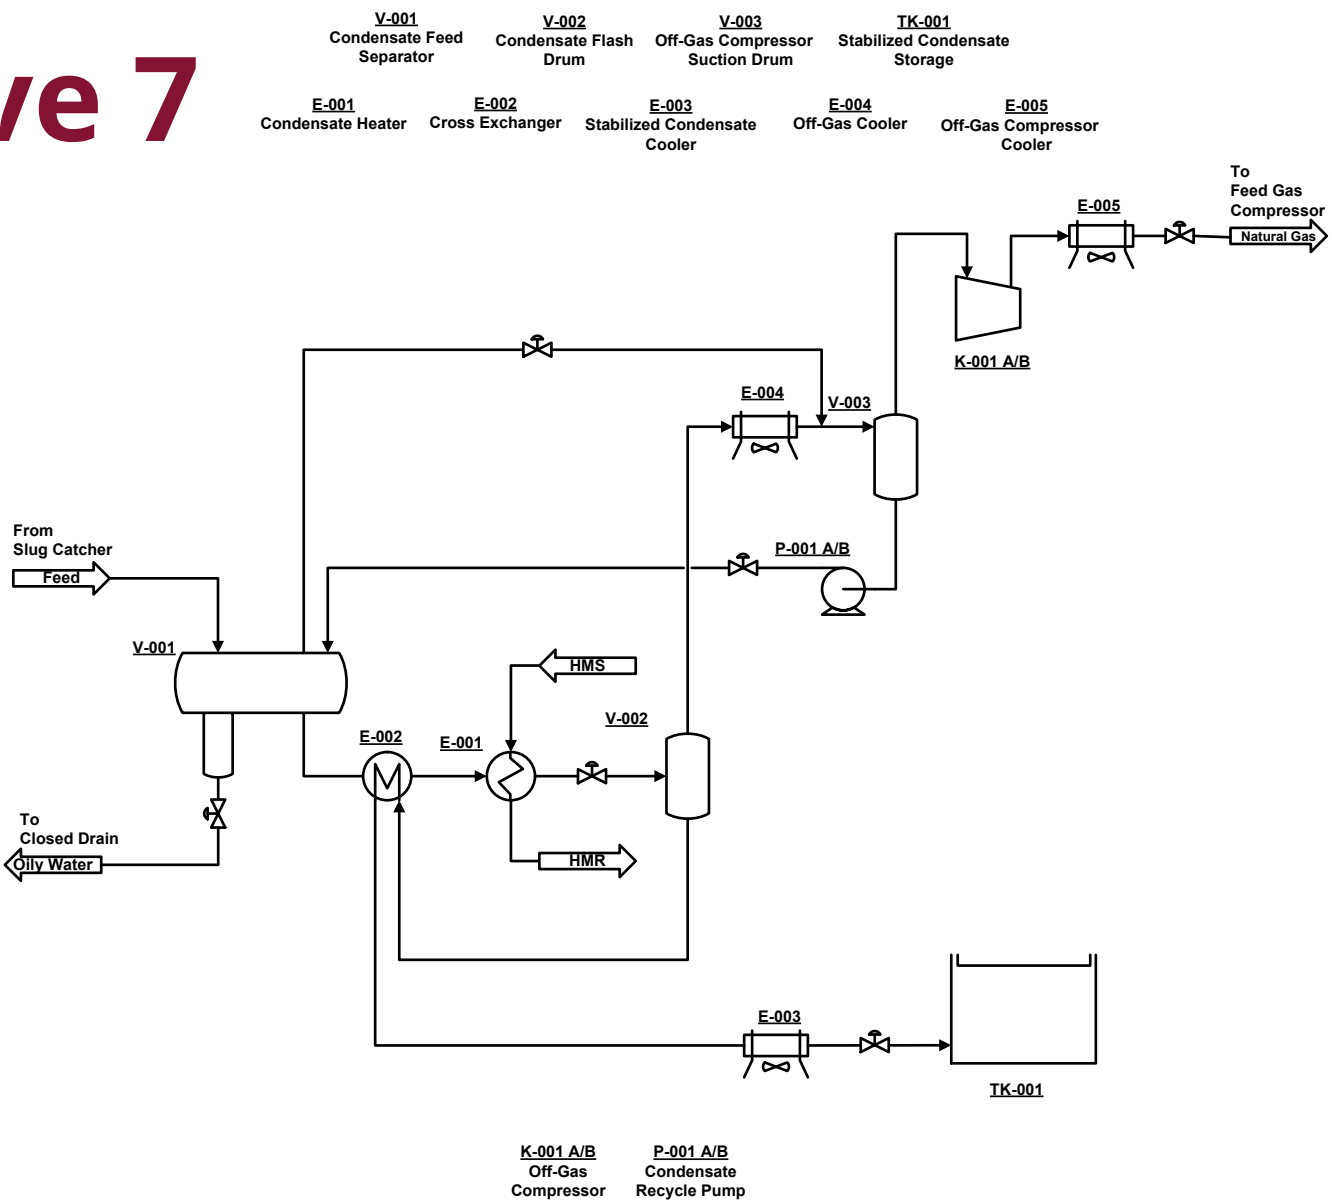 ve 7
V-001
Condensate Feed
Separator
V-002
Condensate Flash
Drum
V-003
Off-Gas Compressor
Suction Drum
TK-001
Stabilized Condensate
Storage
E-001
Condensate Heater
E-002
Cross Exchanger
E-003
Stabilized Condensate
Cooler
E-004
Off-Gas Cooler
E-005
Off-Gas Compressor
Cooler
To
Feed Gas
Compressor
Natural Gas
E-005
K-001 A/B
E-004
V-003
From
Slug Catcher
Feed
P-001 A/B
V-001
HMS
V-002
E-002
E-001
To
Closed Drain
Oily Water
HMR
E-003
TK-001
K-001 A/B
Off-Gas
Compressor
P-001 A/B
Condensate
Recycle Pump